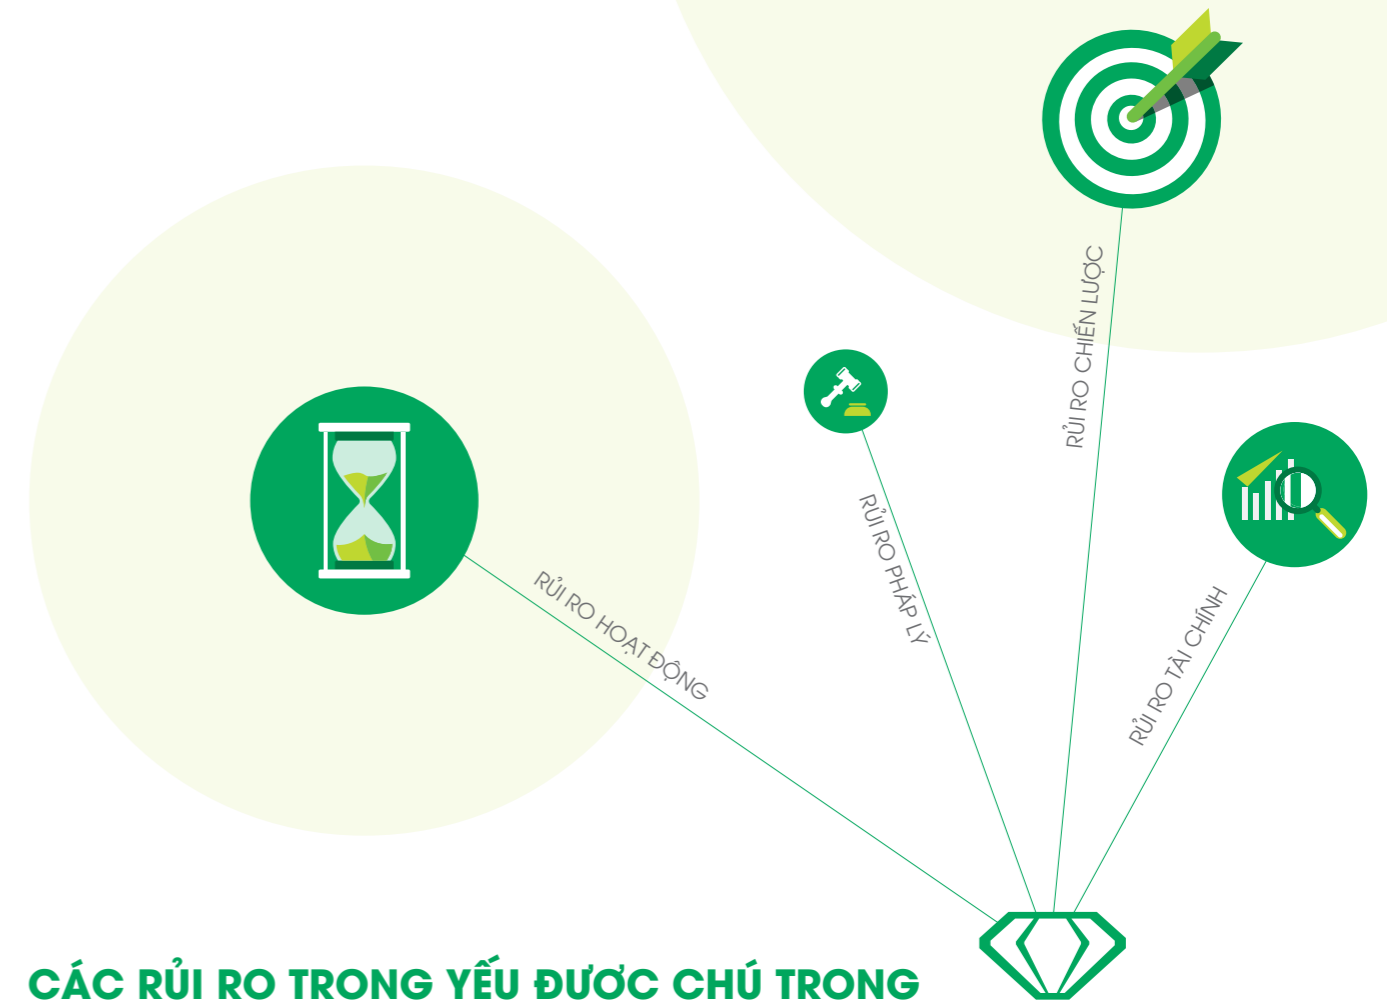 RỦI RO CHIẾN LƯỢC
RỦI RO PHÁP LÝ
RỦI RO HOẠT ĐỘNG
RỦI RO TÀI CHÍNH
CÁC RỦI RO TRONG YẾU ĐƯƠC CHÚ TRONG